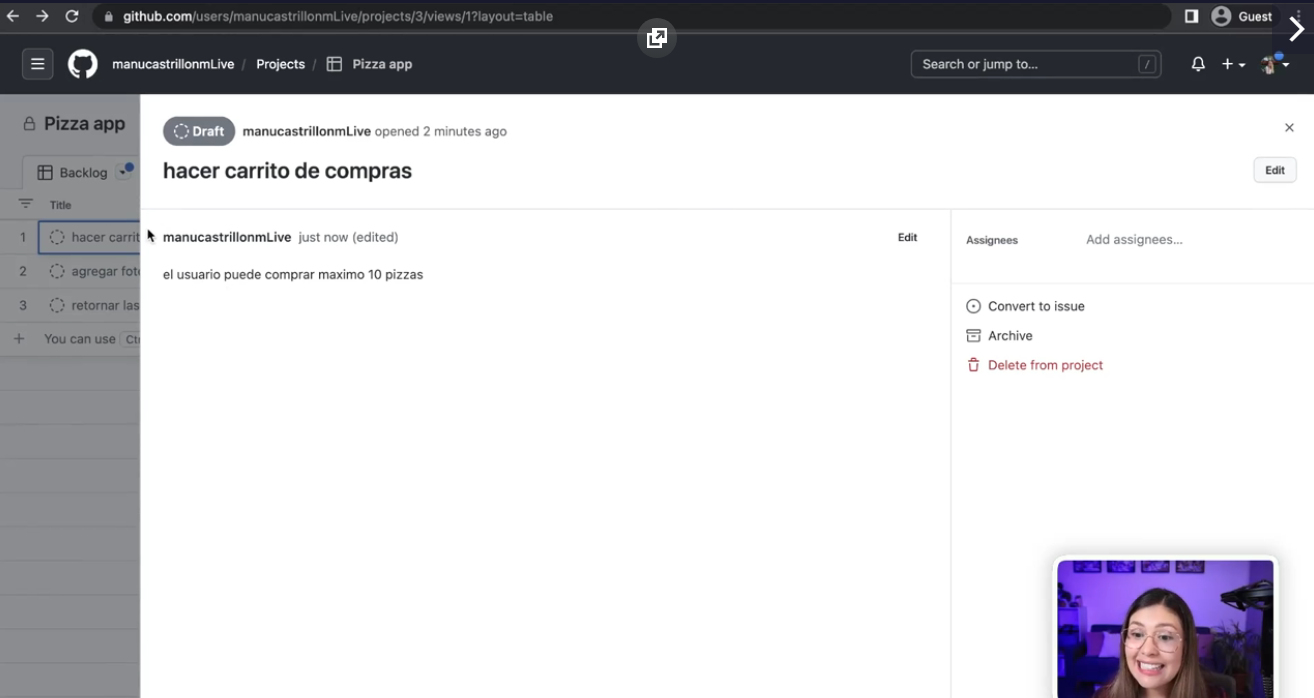 github.com/users/manucastrillonmLive/projects/3/views/1?layout=table
Guest
manucastrillonmLive / Projects / Pizza app
Search or jump to... /
Pizza app
Draft manucastrillonmLive opened 2 minutes ago
hacer carrito de compras
Edit
Backlog
Title
1 hacer carrit
2 agregar fot
3 retornar las
+ You can use
manucastrillonmLive just now (edited)
Edit
el usuario puede comprar maximo 10 pizzas
Assignees
Add assignees...
Convert to issue
Archive
Delete from project